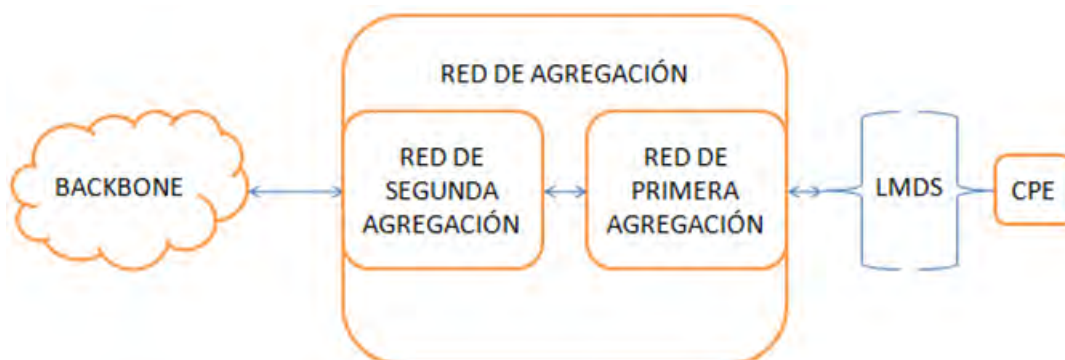 RED DE AGREGACIÓN
BACKBONE
RED DE
SEGUNDA
AGREGACIÓN
RED DE
PRIMERA
AGREGACIÓN
LMDS
CPE